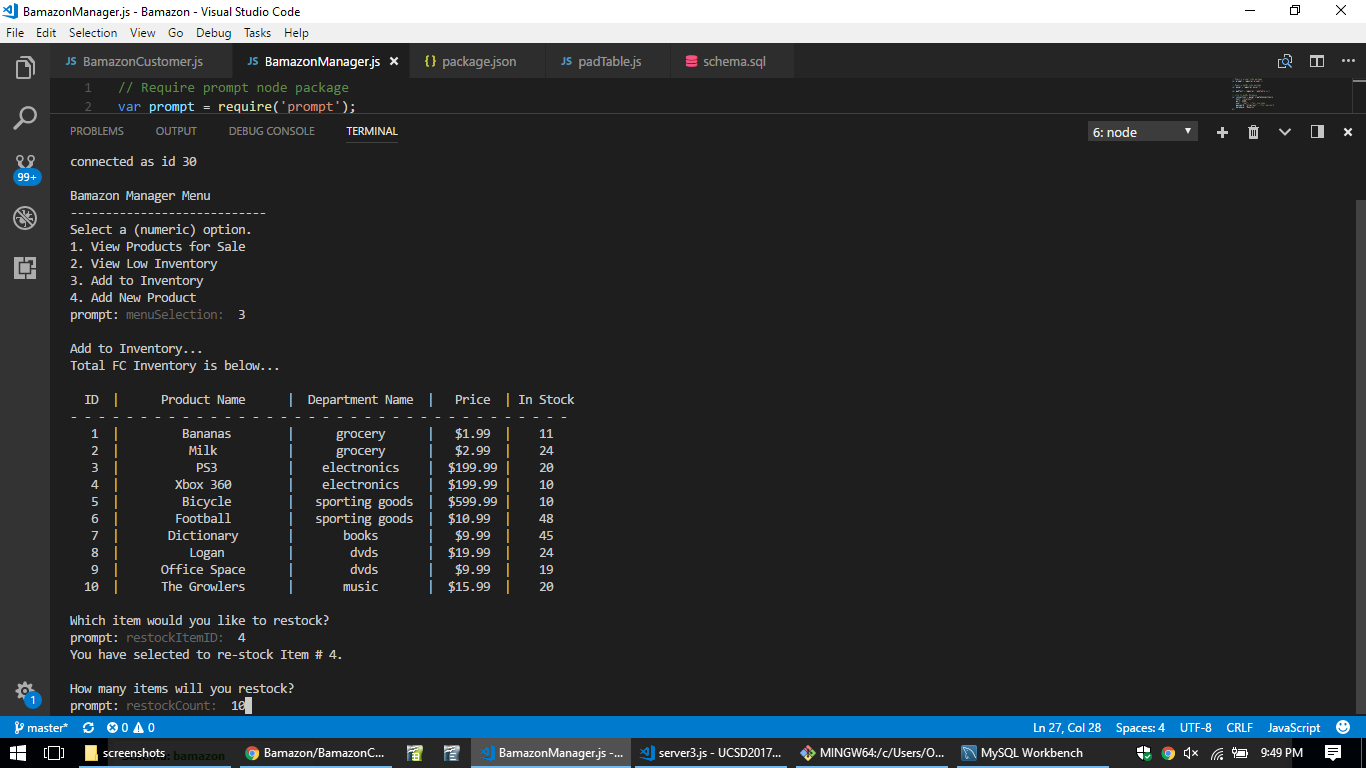 BamazonManager.js - Bamazon - Visual Studio Code
File Edit Selection View Go Debug Tasks Help
JS BamazonCustomer.js JS BamazonManager.js {} package.json JS padTable.js schema.sql
1 // Require prompt node package
2 var prompt = require('prompt');
PROBLEMS OUTPUT DEBUG CONSOLE TERMINAL 6: node
99+
connected as id 30
Bamazon Manager Menu
----------------------------
Select a (numeric) option.
1. View Products for Sale
2. View Low Inventory
3. Add to Inventory
4. Add New Product
prompt: menuSelection:  3
Add to Inventory...
Total FC Inventory is below...
ID | Product Name | Department Name | Price | In Stock
- - - - - - - - - - - - - - - - - - - - - - - - - - - - - - - - - - - -
1 | Bananas | grocery | $1.99 | 11
2 | Milk | grocery | $2.99 | 24
3 | PS3 | electronics | $199.99 | 20
4 | Xbox 360 | electronics | $199.99 | 10
5 | Bicycle | sporting goods | $599.99 | 10
6 | Football | sporting goods | $10.99 | 48
7 | Dictionary | books | $9.99 | 45
8 | Logan | dvds | $19.99 | 24
9 | Office Space | dvds | $9.99 | 19
10 | The Growlers | music | $15.99 | 20
Which item would you like to restock?
prompt: restockItemID:  4
You have selected to re-stock Item # 4.
How many items will you restock?
prompt: restockCount:  10
1
master* 0 0 Ln 27, Col 28 Spaces: 4 UTF-8 CRLF JavaScript
screenshots Bamazon/BamazonC... BamazonManager.js -... server3.js - UCSD2017... MINGW64:/c/Users/O... MySQL Workbench 9:49 PM